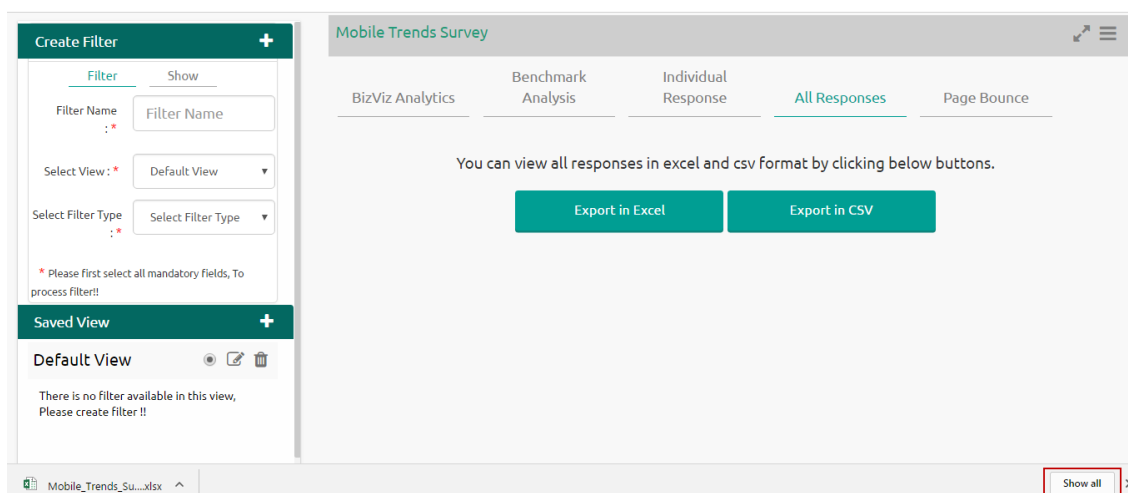 Create Filter
Filter Show
Filter Name
: *
Filter Name
Select View : *
Default View
Select Filter Type
: *
Select Filter Type
* Please first select all mandatory fields, To
process filter!!
Saved View
Default View
There is no filter available in this view,
Please create filter !!
Mobile Trends Survey
BizViz Analytics
Benchmark
Analysis
Individual
Response
All Responses
Page Bounce
You can view all responses in excel and csv format by clicking below buttons.
Export in Excel
Export in CSV
Mobile_Trends_Su....xlsx
Show all